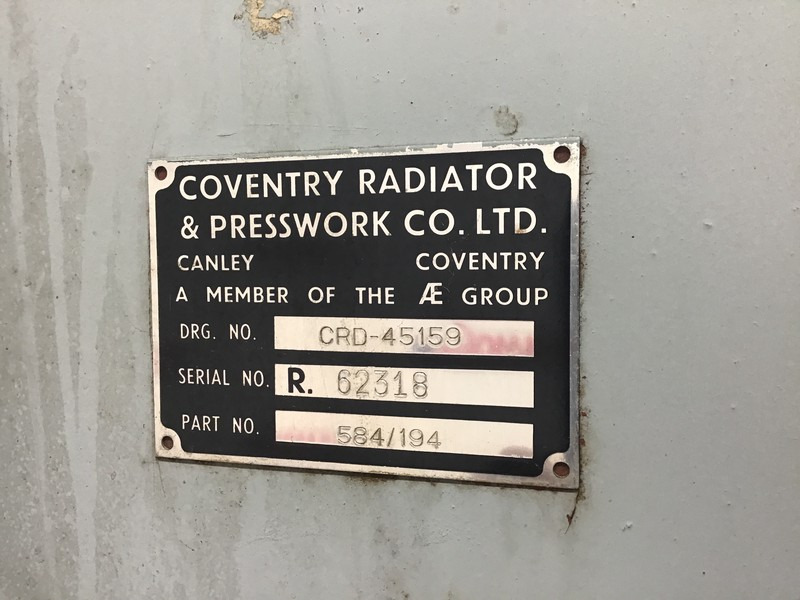 COVENTRY RADIATOR
& PRESSWORK CO. LTD.
CANLEY COVENTRY
A MEMBER OF THE Æ GROUP
DRG. NO. CRD-45159
SERIAL NO. R. 62318
PART NO. 584/194